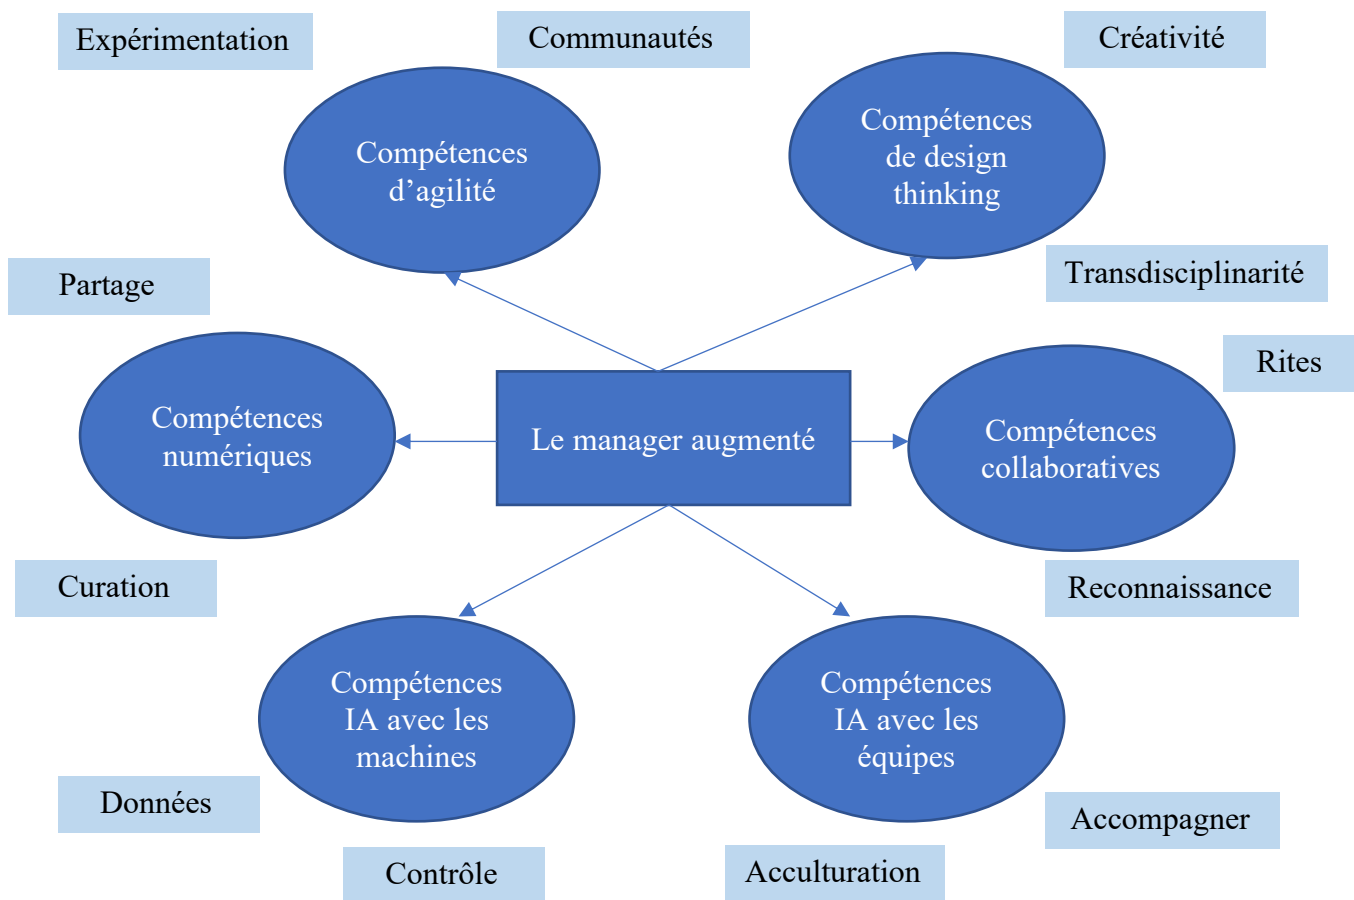 Expérimentation
Communautés
Créativité
Compétences
d’agilité
Compétences
de design
thinking
Partage
Transdisciplinarité
Rites
Compétences
numériques
Le manager augmenté
Compétences
collaboratives
Curation
Reconnaissance
Compétences
IA avec les
machines
Compétences
IA avec les
équipes
Données
Accompagner
Contrôle
Acculturation